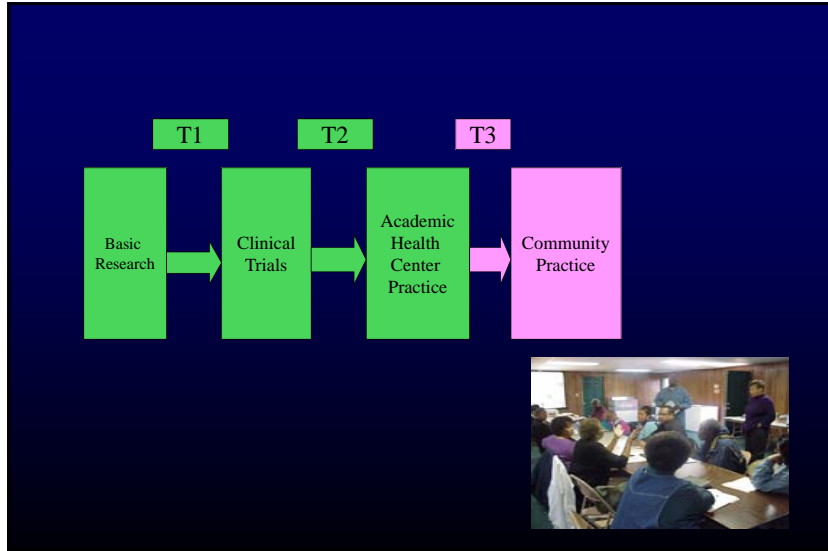 T1
T2
T3
Basic
Research
Clinical
Trials
Academic
Health
Center
Practice
Community
Practice